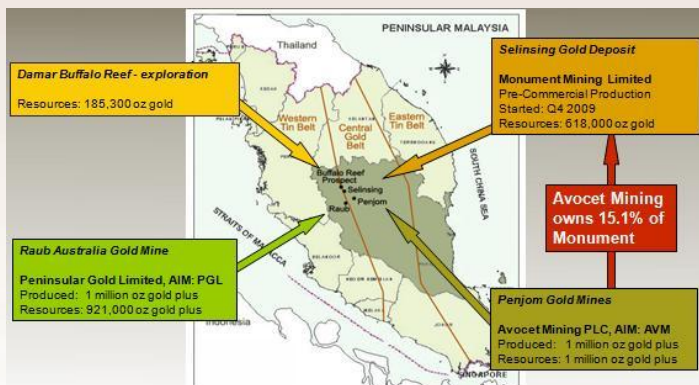 PENINSULAR MALAYSIA
Thailand
Damar Buffalo Reef - exploration
Resources: 185,300 oz gold
Selinsing Gold Deposit
Monument Mining Limited
Pre-Commercial Production
Started: Q4 2009
Resources: 618,000 oz gold
Western
Tin Belt
Central
Gold
Belt
Eastern
Tin Belt
SOUTH CHINA SEA
Buffalo Reef
Prospect
Selinsing
Penjom
Raub
Avocet Mining
owns 15.1% of
Monument
STRAITS OF MALACCA
Raub Australia Gold Mine
Peninsular Gold Limited, AIM: PGL
Produced: 1 million oz gold plus
Resources: 921,000 oz gold plus
Penjom Gold Mines
Avocet Mining PLC, AIM: AVM
Produced: 1 million oz gold plus
Resources: 1 million oz gold plus
Indonesia
SINGAPORE